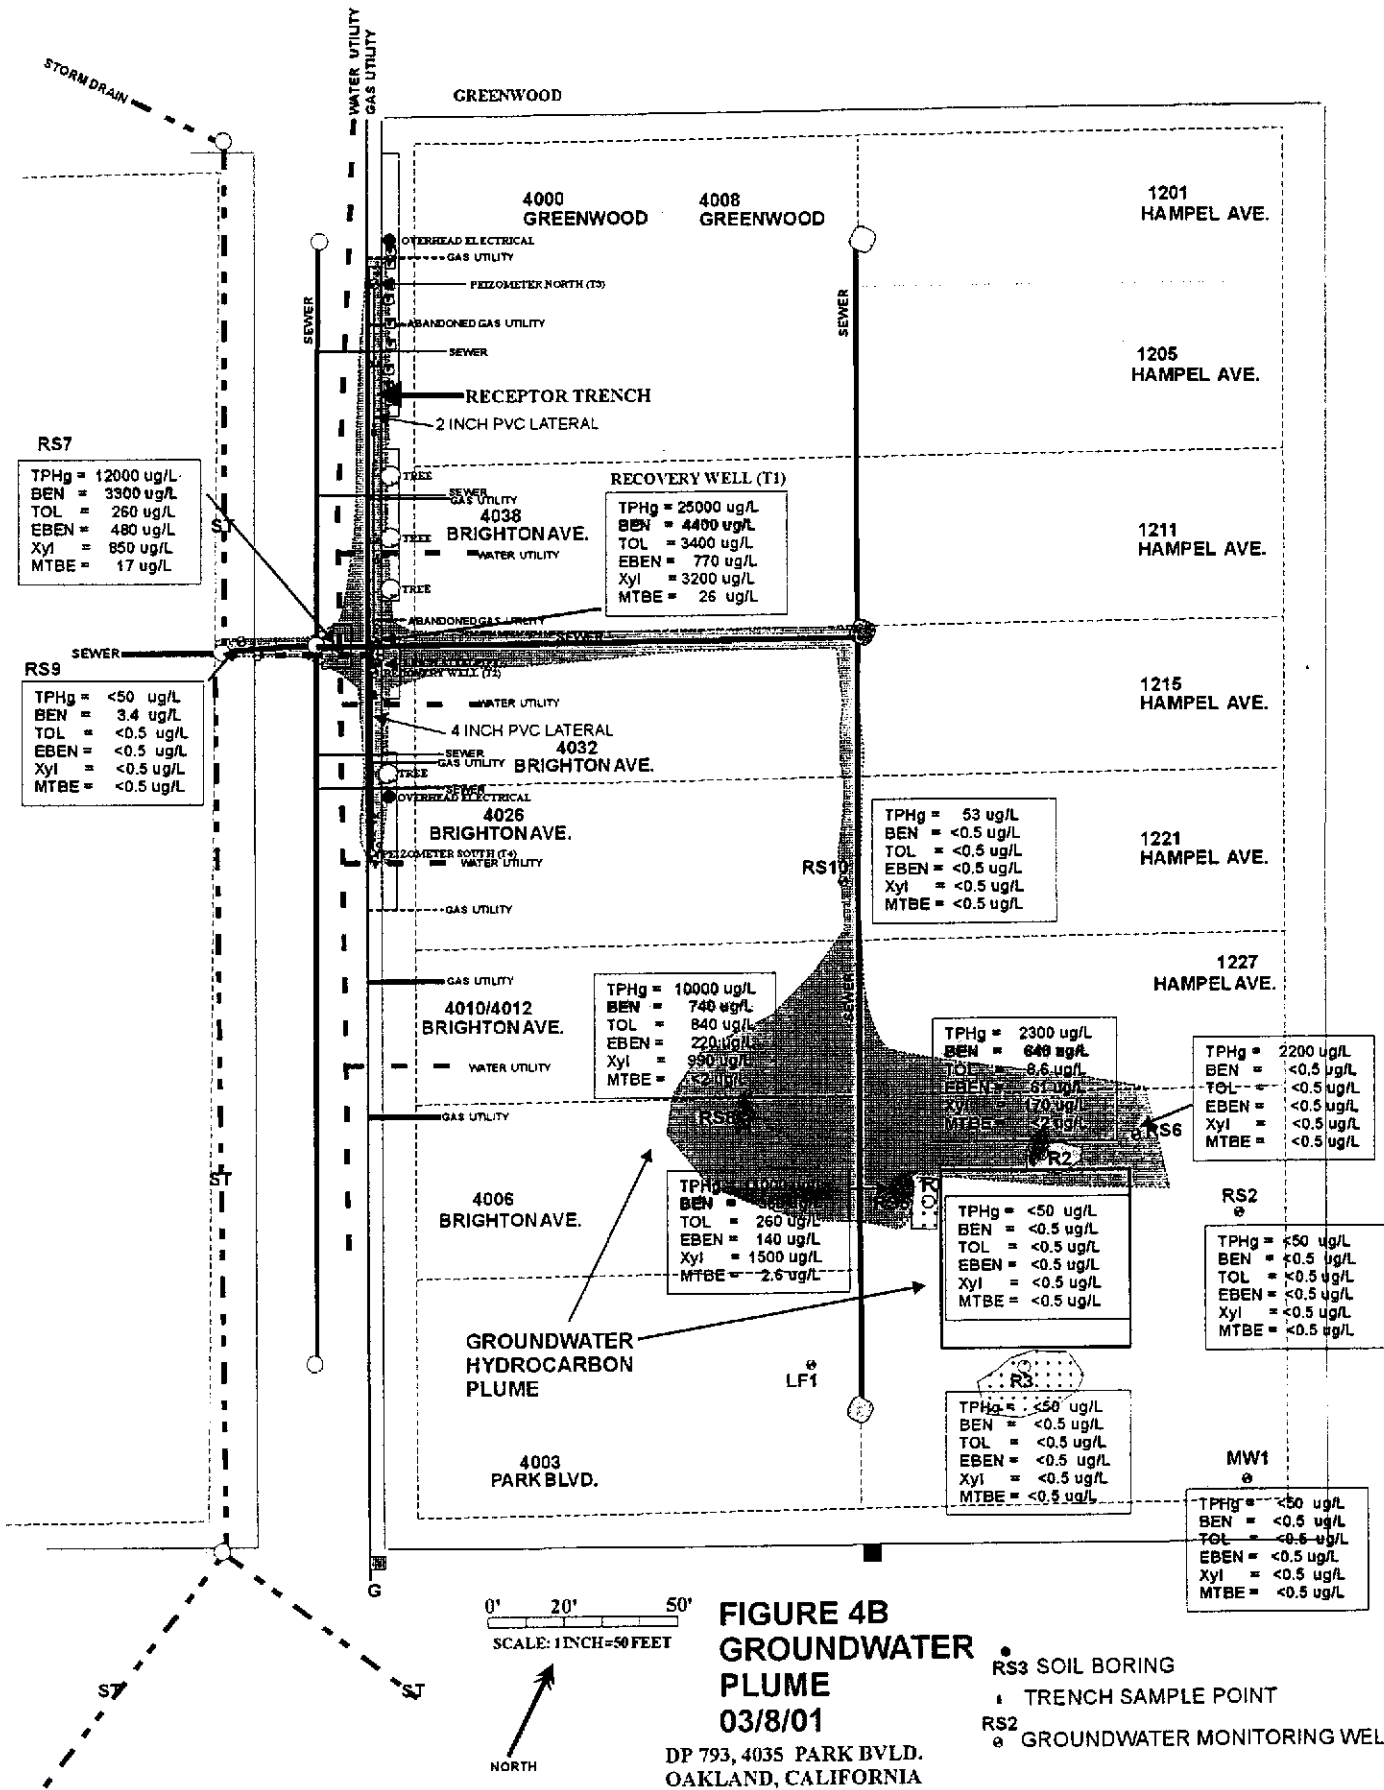 STORM DRAIN
WATER UTILITY
GAS UTILITY
GREENWOOD
4000
GREENWOOD
4008
GREENWOOD
1201
HAMPEL AVE.
OVERHEAD ELECTRICAL
GAS UTILITY
PEIZOMETER NORTH (T3)
SEWER
SEWER
ABANDONED GAS UTILITY
SEWER
1205
HAMPEL AVE.
RECEPTOR TRENCH
2 INCH PVC LATERAL
RS7
TPHg = 12000 ug/L
BEN = 3300 ug/L
TOL = 260 ug/L
EBEN = 480 ug/L
Xyl = 850 ug/L
MTBE = 17 ug/L
ST
TREE
SEWER
GAS UTILITY
4038
BRIGHTON AVE.
TREE
WATER UTILITY
TREE
RECOVERY WELL (T1)
TPHg = 25000 ug/L
BEN = 4400 ug/L
TOL = 3400 ug/L
EBEN = 770 ug/L
Xyl = 3200 ug/L
MTBE = 26 ug/L
1211
HAMPEL AVE.
ABANDONED GAS UTILITY
SEWER
SEWER
RS9
TPHg = <50 ug/L
BEN = 3.4 ug/L
TOL = <0.5 ug/L
EBEN = <0.5 ug/L
Xyl = <0.5 ug/L
MTBE = <0.5 ug/L
WELL (T2)
WATER UTILITY
4 INCH PVC LATERAL
1215
HAMPEL AVE.
SEWER
GAS UTILITY
4032
BRIGHTON AVE.
TREE
SEWER
OVERHEAD ELECTRICAL
4026
BRIGHTON AVE.
PEIZOMETER SOUTH (T4)
WATER UTILITY
GAS UTILITY
RS10
TPHg = 53 ug/L
BEN = <0.5 ug/L
TOL = <0.5 ug/L
EBEN = <0.5 ug/L
Xyl = <0.5 ug/L
MTBE = <0.5 ug/L
1221
HAMPEL AVE.
1227
HAMPEL AVE.
GAS UTILITY
4010/4012
BRIGHTON AVE.
WATER UTILITY
GAS UTILITY
SEWER
TPHg = 10000 ug/L
BEN = 740 ug/L
TOL = 840 ug/L
EBEN = 220 ug/L
Xyl = 990 ug/L
MTBE = <2 ug/L
TPHg = 2300 ug/L
BEN = 640 ug/L
TOL = 8.6 ug/L
EBEN = 61 ug/L
Xyl = 170 ug/L
MTBE = <2 ug/L
TPHg = 2200 ug/L
BEN = <0.5 ug/L
TOL = <0.5 ug/L
EBEN = <0.5 ug/L
Xyl = <0.5 ug/L
MTBE = <0.5 ug/L
RS6
R2
ST
4006
BRIGHTON AVE.
TPHg =
BEN =
TOL = 260 ug/L
EBEN = 140 ug/L
Xyl = 1500 ug/L
MTBE = 2.6 ug/L
TPHg = <50 ug/L
BEN = <0.5 ug/L
TOL = <0.5 ug/L
EBEN = <0.5 ug/L
Xyl = <0.5 ug/L
MTBE = <0.5 ug/L
RS2
TPHg = <50 ug/L
BEN = <0.5 ug/L
TOL = <0.5 ug/L
EBEN = <0.5 ug/L
Xyl = <0.5 ug/L
MTBE = <0.5 ug/L
GROUNDWATER
HYDROCARBON
PLUME
LF1
R3
TPHg = <50 ug/L
BEN = <0.5 ug/L
TOL = <0.5 ug/L
EBEN = <0.5 ug/L
Xyl = <0.5 ug/L
MTBE = <0.5 ug/L
4003
PARK BLVD.
MW1
TPHg = <50 ug/L
BEN = <0.5 ug/L
TOL = <0.5 ug/L
EBEN = <0.5 ug/L
Xyl = <0.5 ug/L
MTBE = <0.5 ug/L
G
0' 20' 50'
SCALE: 1 INCH=50 FEET
NORTH
ST
ST
FIGURE 4B
GROUNDWATER
PLUME
03/8/01
DP 793, 4035 PARK BVLD.
OAKLAND, CALIFORNIA
RS3 SOIL BORING
TRENCH SAMPLE POINT
RS2
GROUNDWATER MONITORING WEL